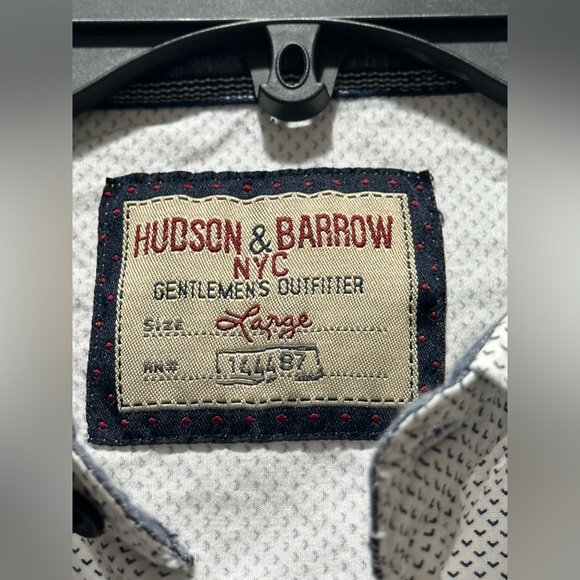 HUDSON & BARROW
NYC
GENTLEMEN'S OUTFITTER
SIZE Large
RN# 144487